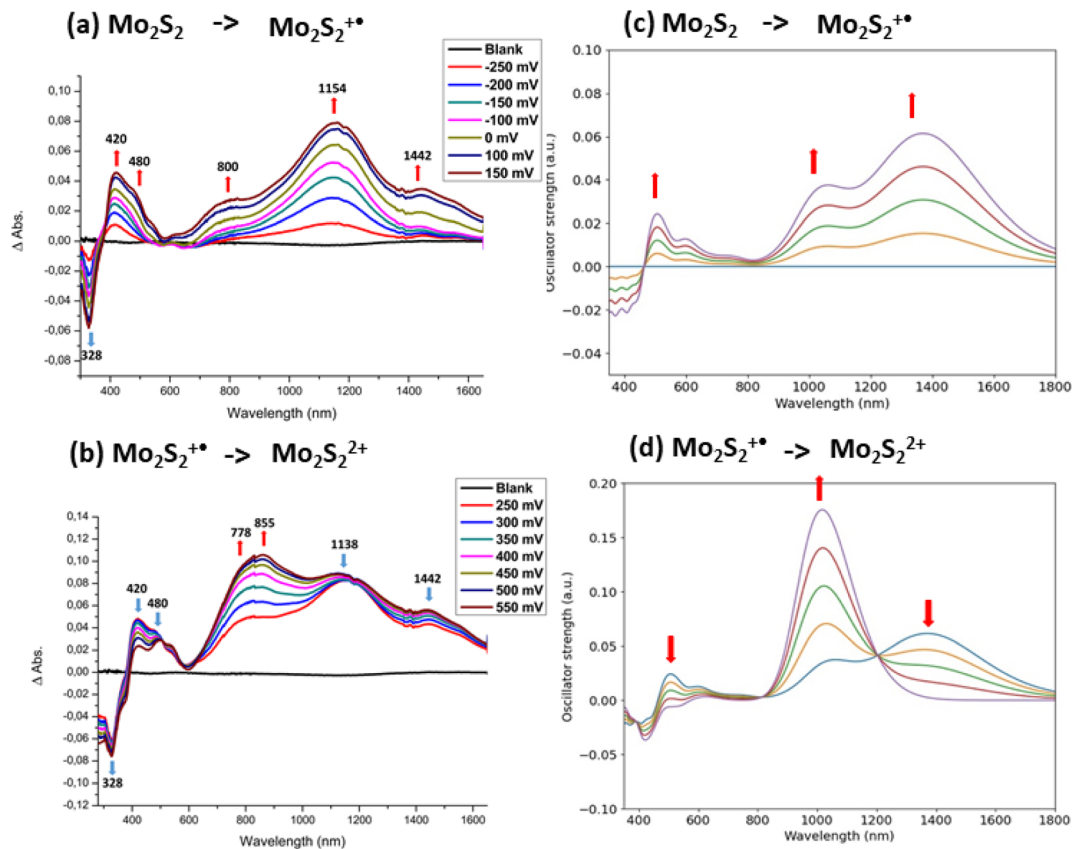 (a) Mo₂S₂ -> Mo₂S₂⁺•
Blank
-250 mV
-200 mV
-150 mV
-100 mV
0 mV
100 mV
150 mV
420
480
800
1154
1442
328
0,10
0,08
0,06
0,04
0,02
0,00
-0,02
-0,04
-0,06
-0,08
Δ Abs.
400 600 800 1000 1200 1400 1600
Wavelength (nm)
(c) Mo₂S₂ -> Mo₂S₂⁺•
0.10
0.08
0.06
0.04
0.02
0.00
−0.02
−0.04
Oscillator strength (a.u.)
400 600 800 1000 1200 1400 1600 1800
Wavelength (nm)
(b) Mo₂S₂⁺• -> Mo₂S₂²⁺
Blank
250 mV
300 mV
350 mV
400 mV
450 mV
500 mV
550 mV
420
480
778
855
1138
1442
328
0,14
0,12
0,10
0,08
0,06
0,04
0,02
0,00
-0,02
-0,04
-0,06
-0,08
-0,10
-0,12
Δ Abs.
400 600 800 1000 1200 1400 1600
Wavelength (nm)
(d) Mo₂S₂⁺• -> Mo₂S₂²⁺
0.20
0.15
0.10
0.05
0.00
−0.05
−0.10
Oscillator strength (a.u.)
400 600 800 1000 1200 1400 1600 1800
Wavelength (nm)